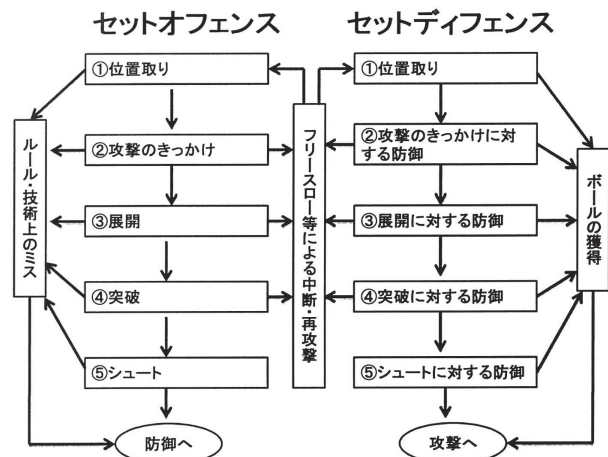 セットオフェンス
セットディフェンス
①位置取り
②攻撃のきっかけ
③展開
④突破
⑤シュート
防御へ
ルール・技術上のミス
フリースロー等による中断・再攻撃
①位置取り
②攻撃のきっかけに対
する防御
③展開に対する防御
④突破に対する防御
⑤シュートに対する防御
攻撃へ
ボールの獲得